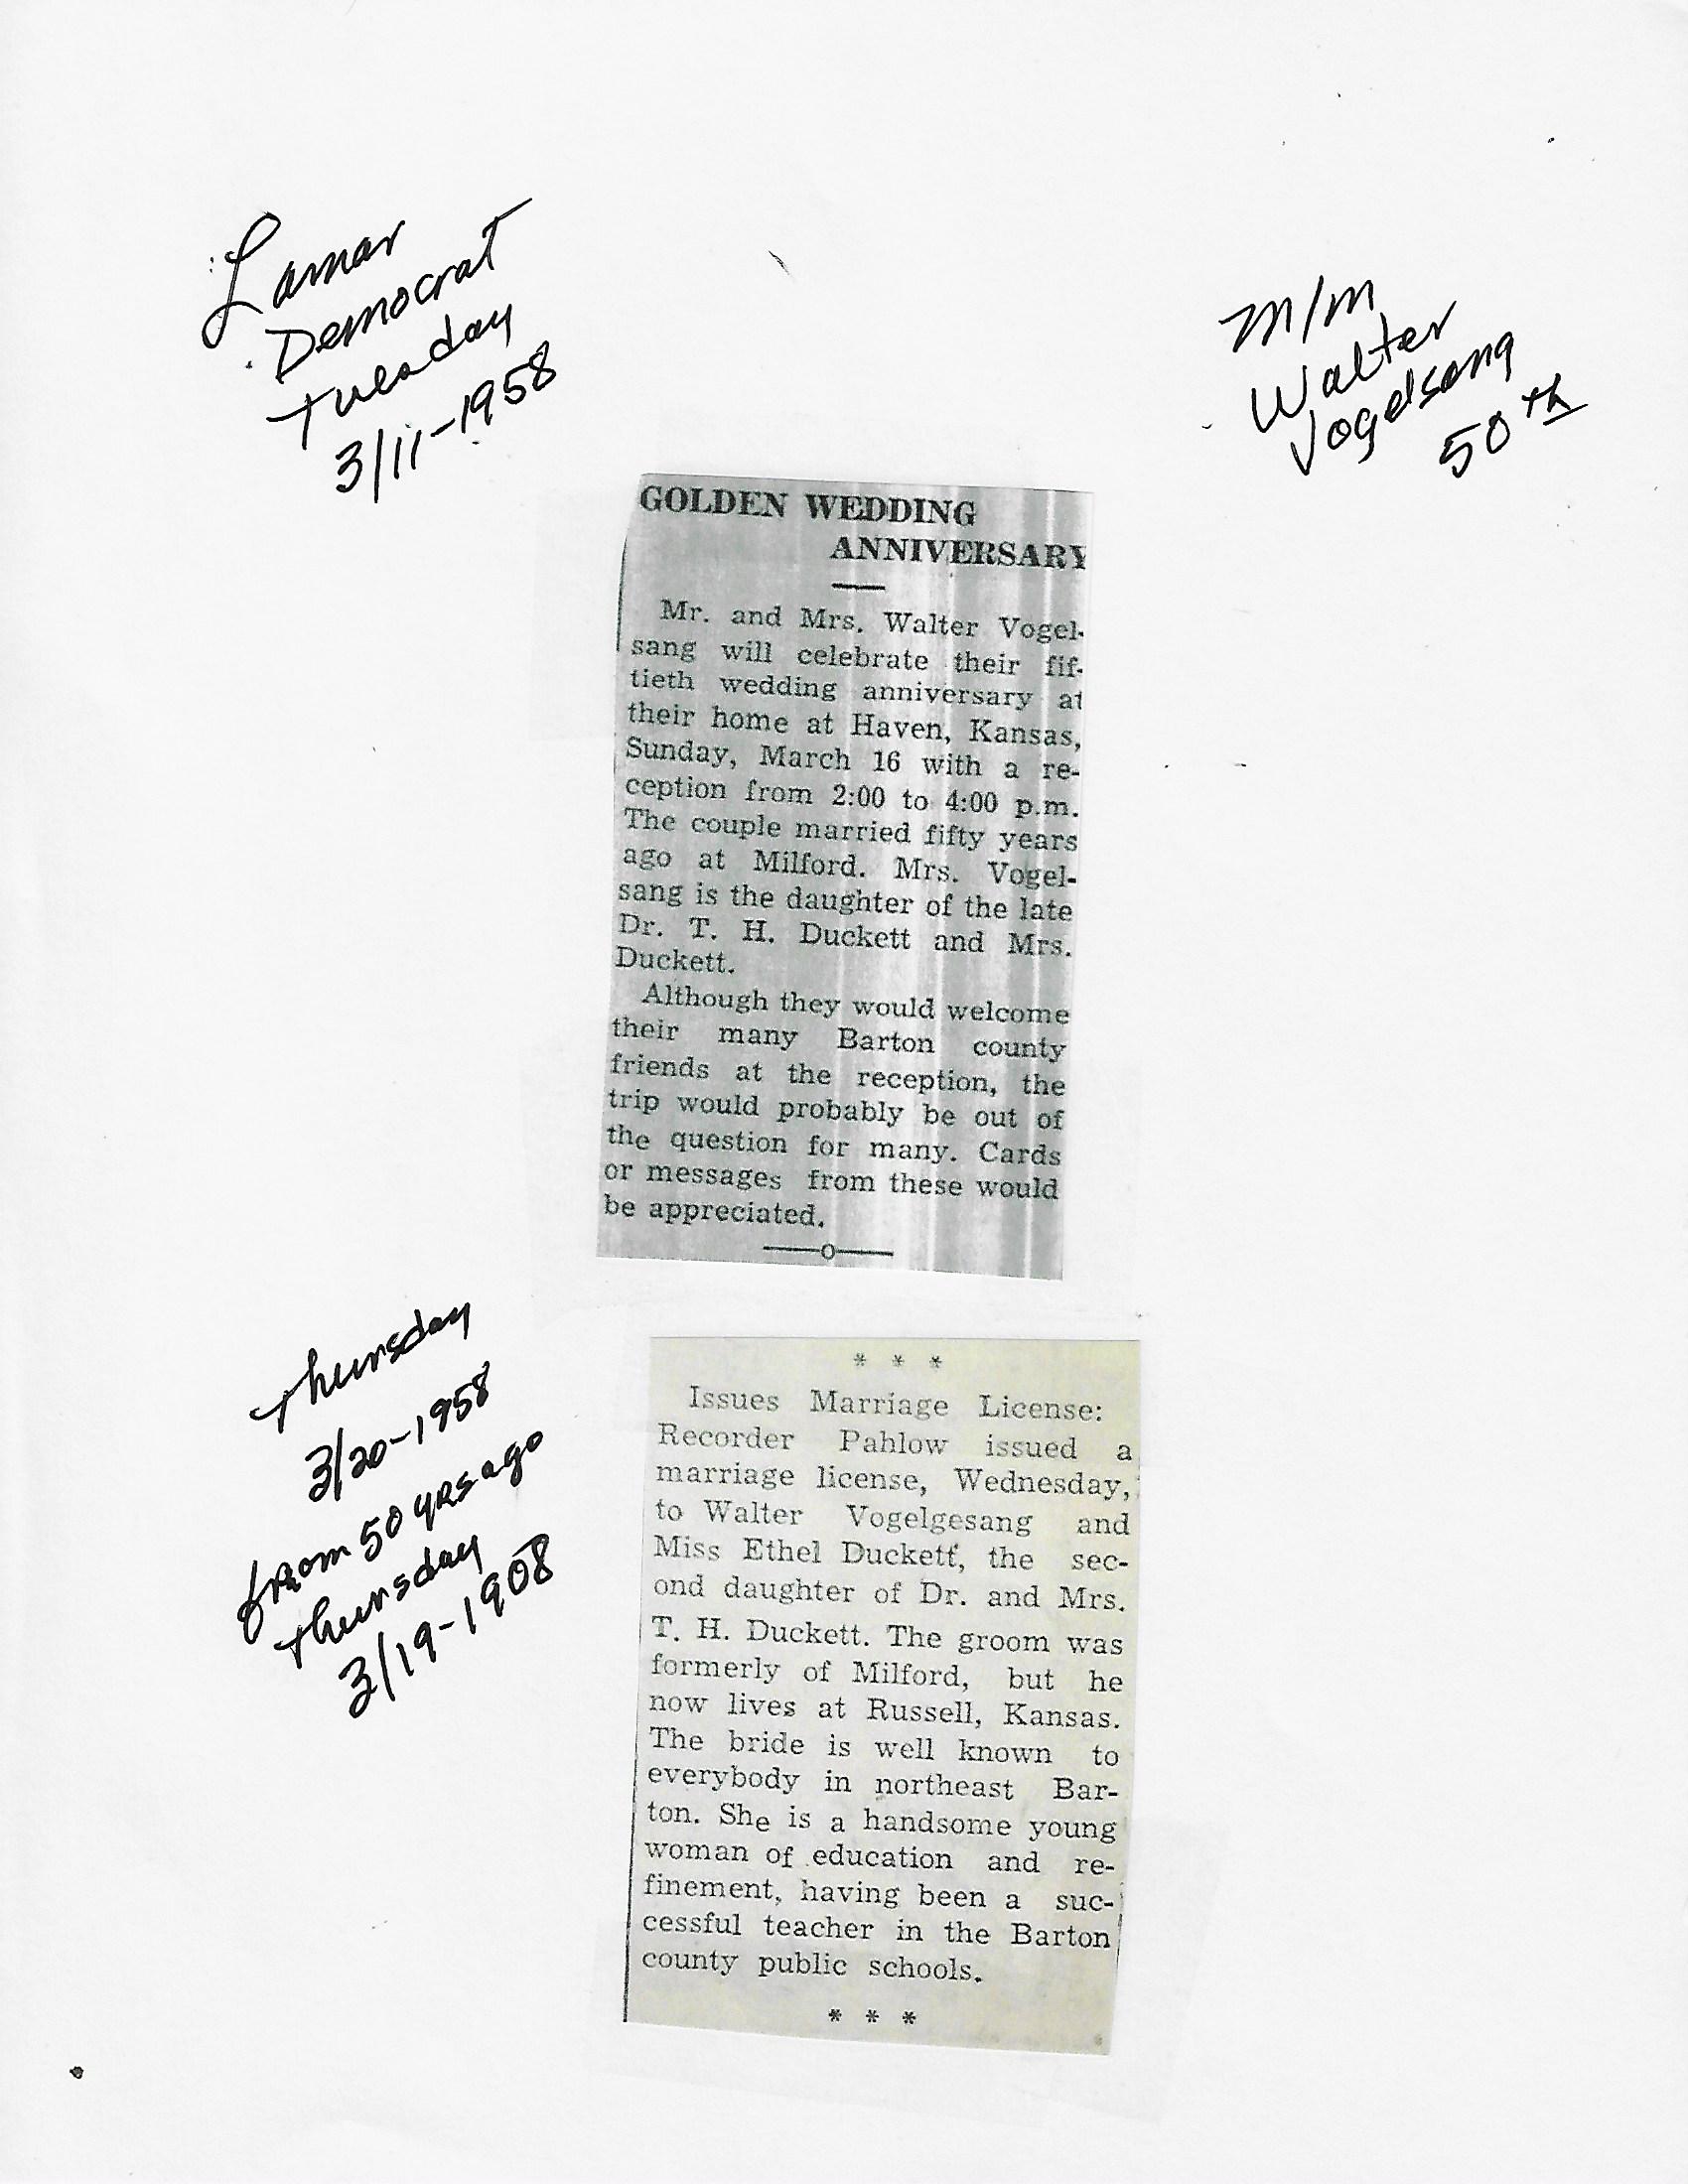 Lamar
Democrat
Tuesday
3/11-1958
m/m
Walter
Vogelsang
50th
GOLDEN WEDDING
ANNIVERSARY
Mr. and Mrs. Walter Vogel-
sang will celebrate their fif-
tieth wedding anniversary at
their home at Haven, Kansas,
Sunday, March 16 with a re-
ception from 2:00 to 4:00 p.m.
The couple married fifty years
ago at Milford. Mrs. Vogel-
sang is the daughter of the late
Dr. T. H. Duckett and Mrs.
Duckett.
Although they would welcome
their many Barton county
friends at the reception, the
trip would probably be out of
the question for many. Cards
or messages from these would
be appreciated.
——o——
Thursday
3/20-1958
from 50 yrs ago
Thursday
3/19-1908
* * *
Issues Marriage License:
Recorder Pahlow issued a
marriage license, Wednesday,
to Walter Vogelgesang and
Miss Ethel Duckett, the sec-
ond daughter of Dr. and Mrs.
T. H. Duckett. The groom was
formerly of Milford, but he
now lives at Russell, Kansas.
The bride is well known to
everybody in northeast Bar-
ton. She is a handsome young
woman of education and re-
finement, having been a suc-
cessful teacher in the Barton
county public schools.
* * *